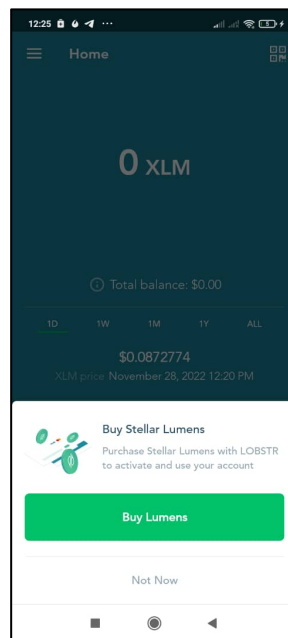 12:25
Home
0 XLM
Total balance: $0.00
1D 1W 1M 1Y ALL
$0.0872774
XLM price November 28, 2022 12:20 PM
Buy Stellar Lumens
Purchase Stellar Lumens with LOBSTR
to activate and use your account
Buy Lumens
Not Now